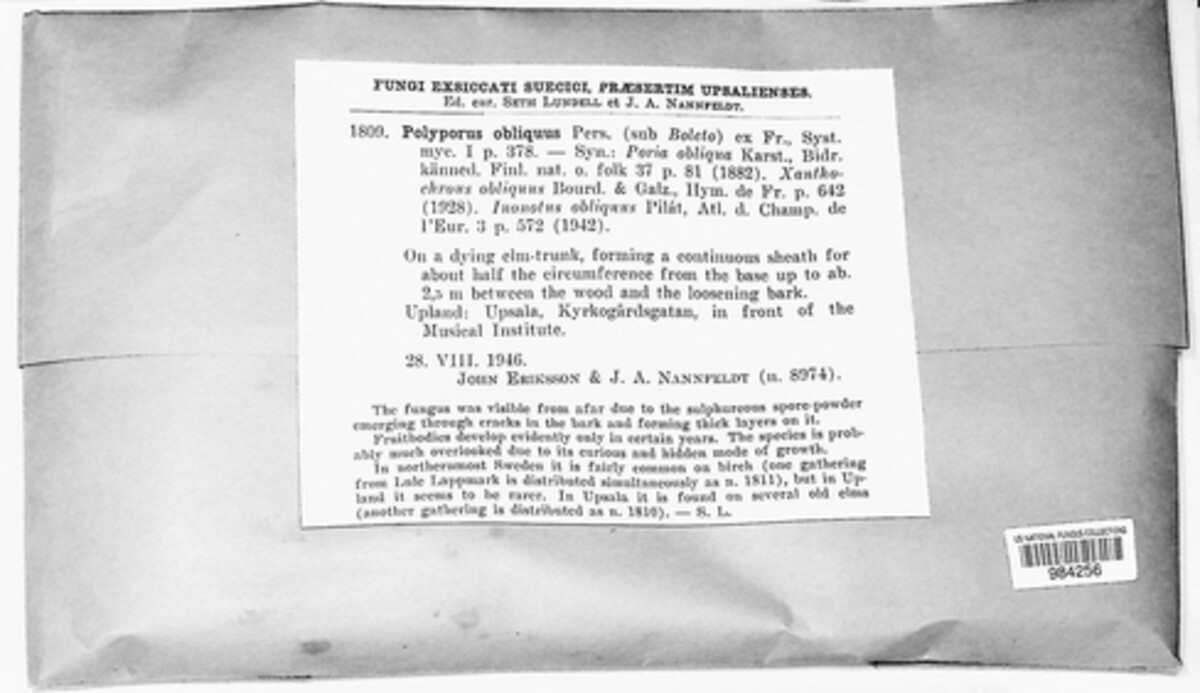 FUNGI EXSICCATI SUECICI, PRÆSERTIM UPSALIENSES.
Ed. cur. SETH LUNDELL et J. A. NANNFELDT.
1809. Polyporus obliquus Pers. (sub Boleto) ex Fr., Syst.
myc. I p. 378. — Syn.: Poria obliqua Karst., Bidr.
känned. Finl. nat. o. folk 37 p. 81 (1882). Xantho-
chrous obliquus Bourd. & Galz., Hym. de Fr. p. 642
(1928). Inonotus obliquus Pilát, Atl. d. Champ. de
l'Eur. 3 p. 572 (1942).
On a dying elm-trunk, forming a continuous sheath for
about half the circumference from the base up to ab.
2,5 m between the wood and the loosening bark.
Upland: Upsala, Kyrkogårdsgatan, in front of the
Musical Institute.
28. VIII. 1946.
JOHN ERIKSSON & J. A. NANNFELDT (n. 8974).
The fungus was visible from afar due to the sulphureous spore-powder
emerging through cracks in the bark and forming thick layers on it.
Fruitbodies develop evidently only in certain years. The species is prob-
ably much overlooked due to its curious and hidden mode of growth.
In northernmost Sweden it is fairly common on birch (one gathering
from Lule Lappmark is distributed simultaneously as n. 1811), but in Up-
land it seems to be rarer. In Upsala it is found on several old elms
(another gathering is distributed as n. 1810). — S. L.
US NATIONAL FUNGUS COLLECTIONS
984256